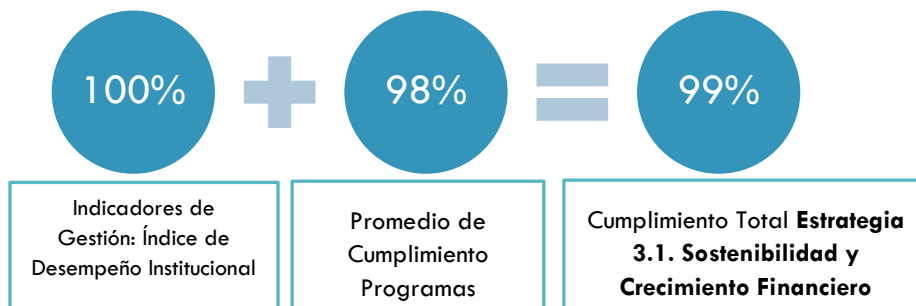 100%
98%
99%
Indicadores de
Gestión: Índice de
Desempeño Institucional
Promedio de
Cumplimiento
Programas
Cumplimiento Total Estrategia
3.1. Sostenibilidad y
Crecimiento Financiero